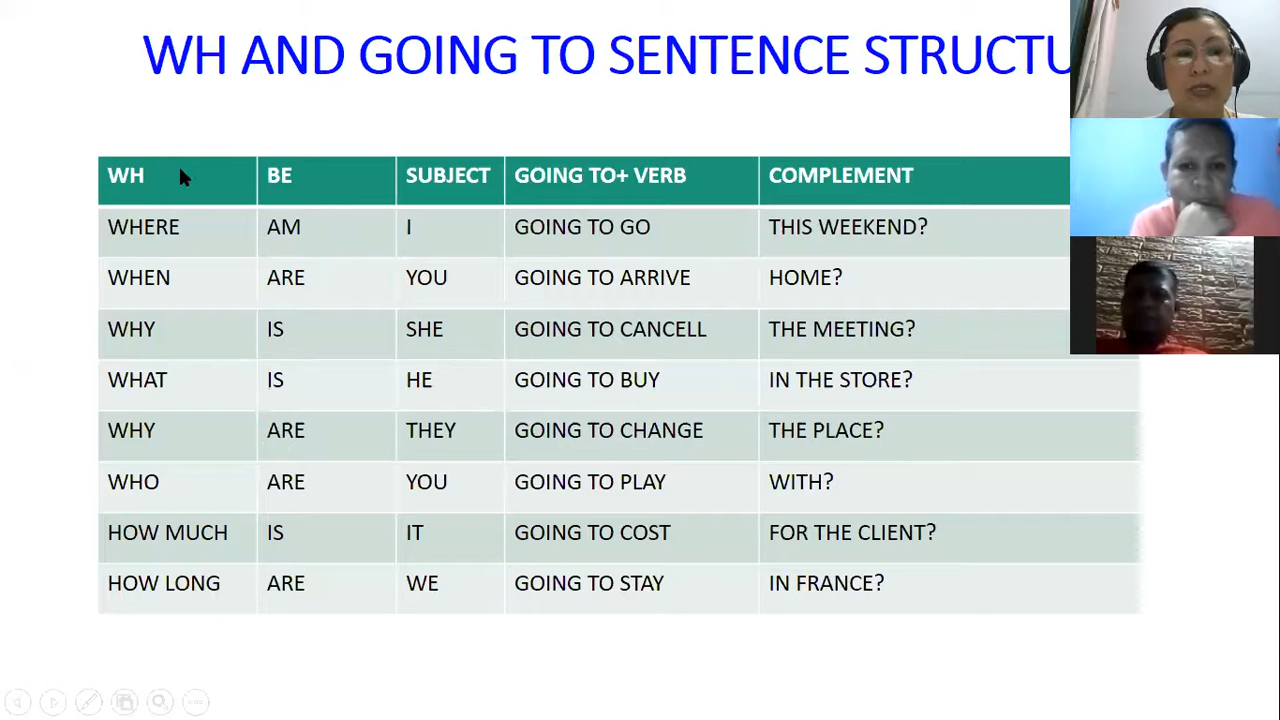 WH AND GOING TO SENTENCE STRUCTU
WH BE SUBJECT GOING TO+ VERB COMPLEMENT
WHERE AM I GOING TO GO THIS WEEKEND?
WHEN ARE YOU GOING TO ARRIVE HOME?
WHY IS SHE GOING TO CANCELL THE MEETING?
WHAT IS HE GOING TO BUY IN THE STORE?
WHY ARE THEY GOING TO CHANGE THE PLACE?
WHO ARE YOU GOING TO PLAY WITH?
HOW MUCH IS IT GOING TO COST FOR THE CLIENT?
HOW LONG ARE WE GOING TO STAY IN FRANCE?